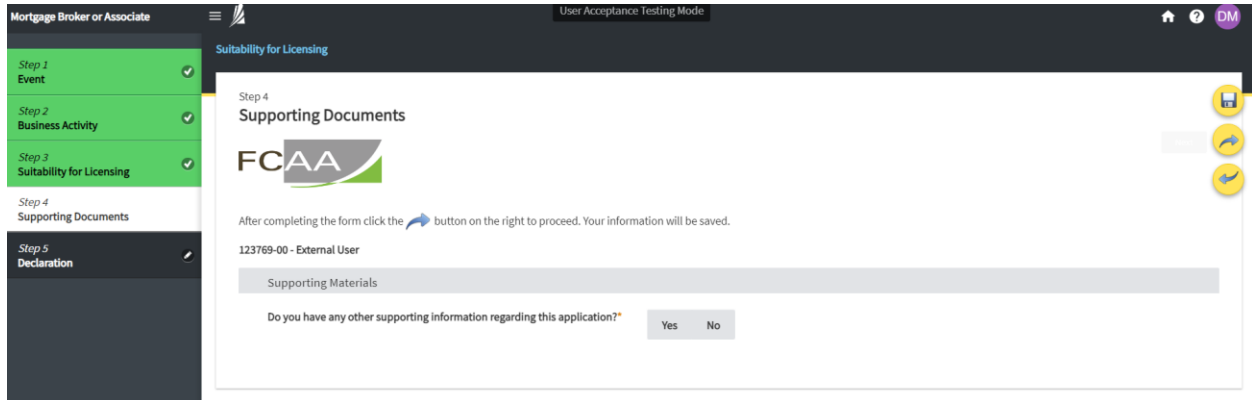 Mortgage Broker or Associate
User Acceptance Testing Mode
DM
Suitability for Licensing
Step 1
Event
Step 2
Business Activity
Step 3
Suitability for Licensing
Step 4
Supporting Documents
Step 5
Declaration
Step 4
Supporting Documents
FCAA
After completing the form click the button on the right to proceed. Your information will be saved.
123769-00 - External User
Supporting Materials
Do you have any other supporting information regarding this application?*
Yes No